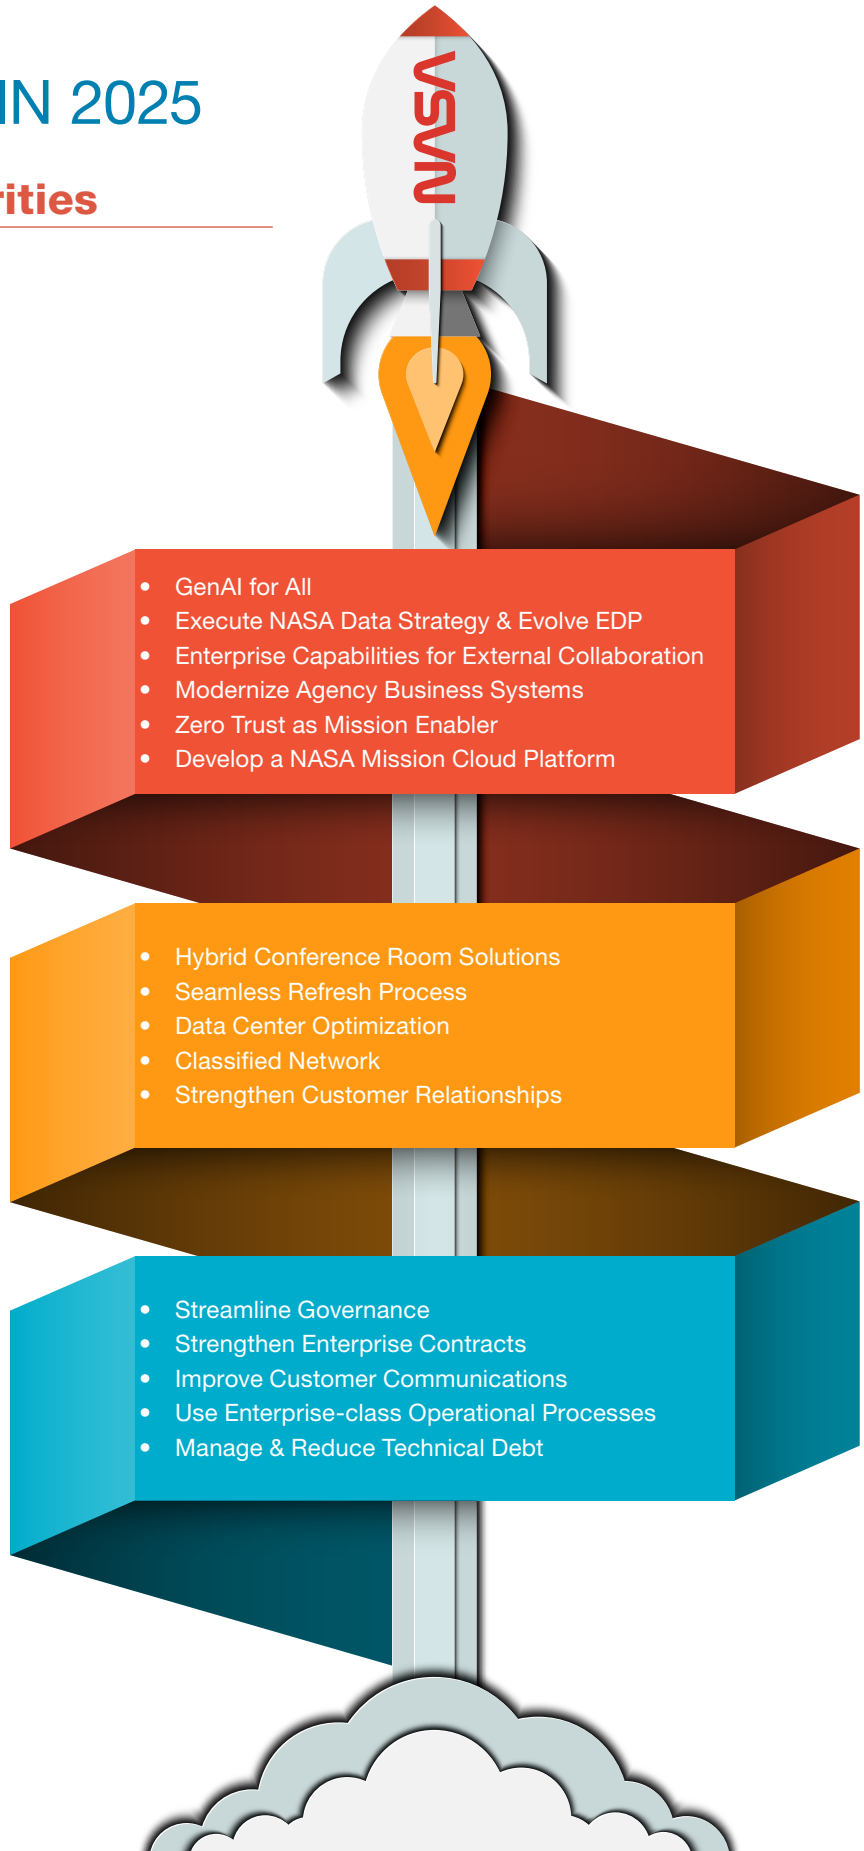 IN 2025
rities
NASA
• GenAI for All
• Execute NASA Data Strategy & Evolve EDP
• Enterprise Capabilities for External Collaboration
• Modernize Agency Business Systems
• Zero Trust as Mission Enabler
• Develop a NASA Mission Cloud Platform
• Hybrid Conference Room Solutions
• Seamless Refresh Process
• Data Center Optimization
• Classified Network
• Strengthen Customer Relationships
• Streamline Governance
• Strengthen Enterprise Contracts
• Improve Customer Communications
• Use Enterprise-class Operational Processes
• Manage & Reduce Technical Debt